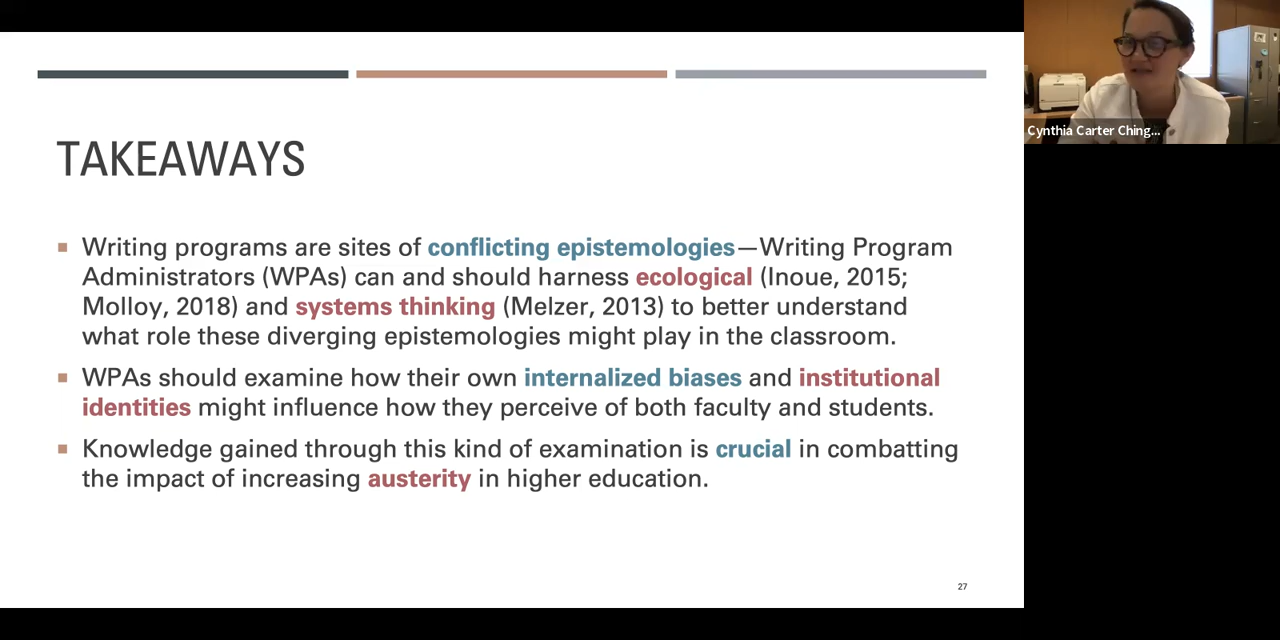 TAKEAWAYS
Writing programs are sites of conflicting epistemologies—Writing Program
Administrators (WPAs) can and should harness ecological (Inoue, 2015;
Molloy, 2018) and systems thinking (Melzer, 2013) to better understand
what role these diverging epistemologies might play in the classroom.
WPAs should examine how their own internalized biases and institutional
identities might influence how they perceive of both faculty and students.
Knowledge gained through this kind of examination is crucial in combatting
the impact of increasing austerity in higher education.
27
Cynthia Carter Ching...